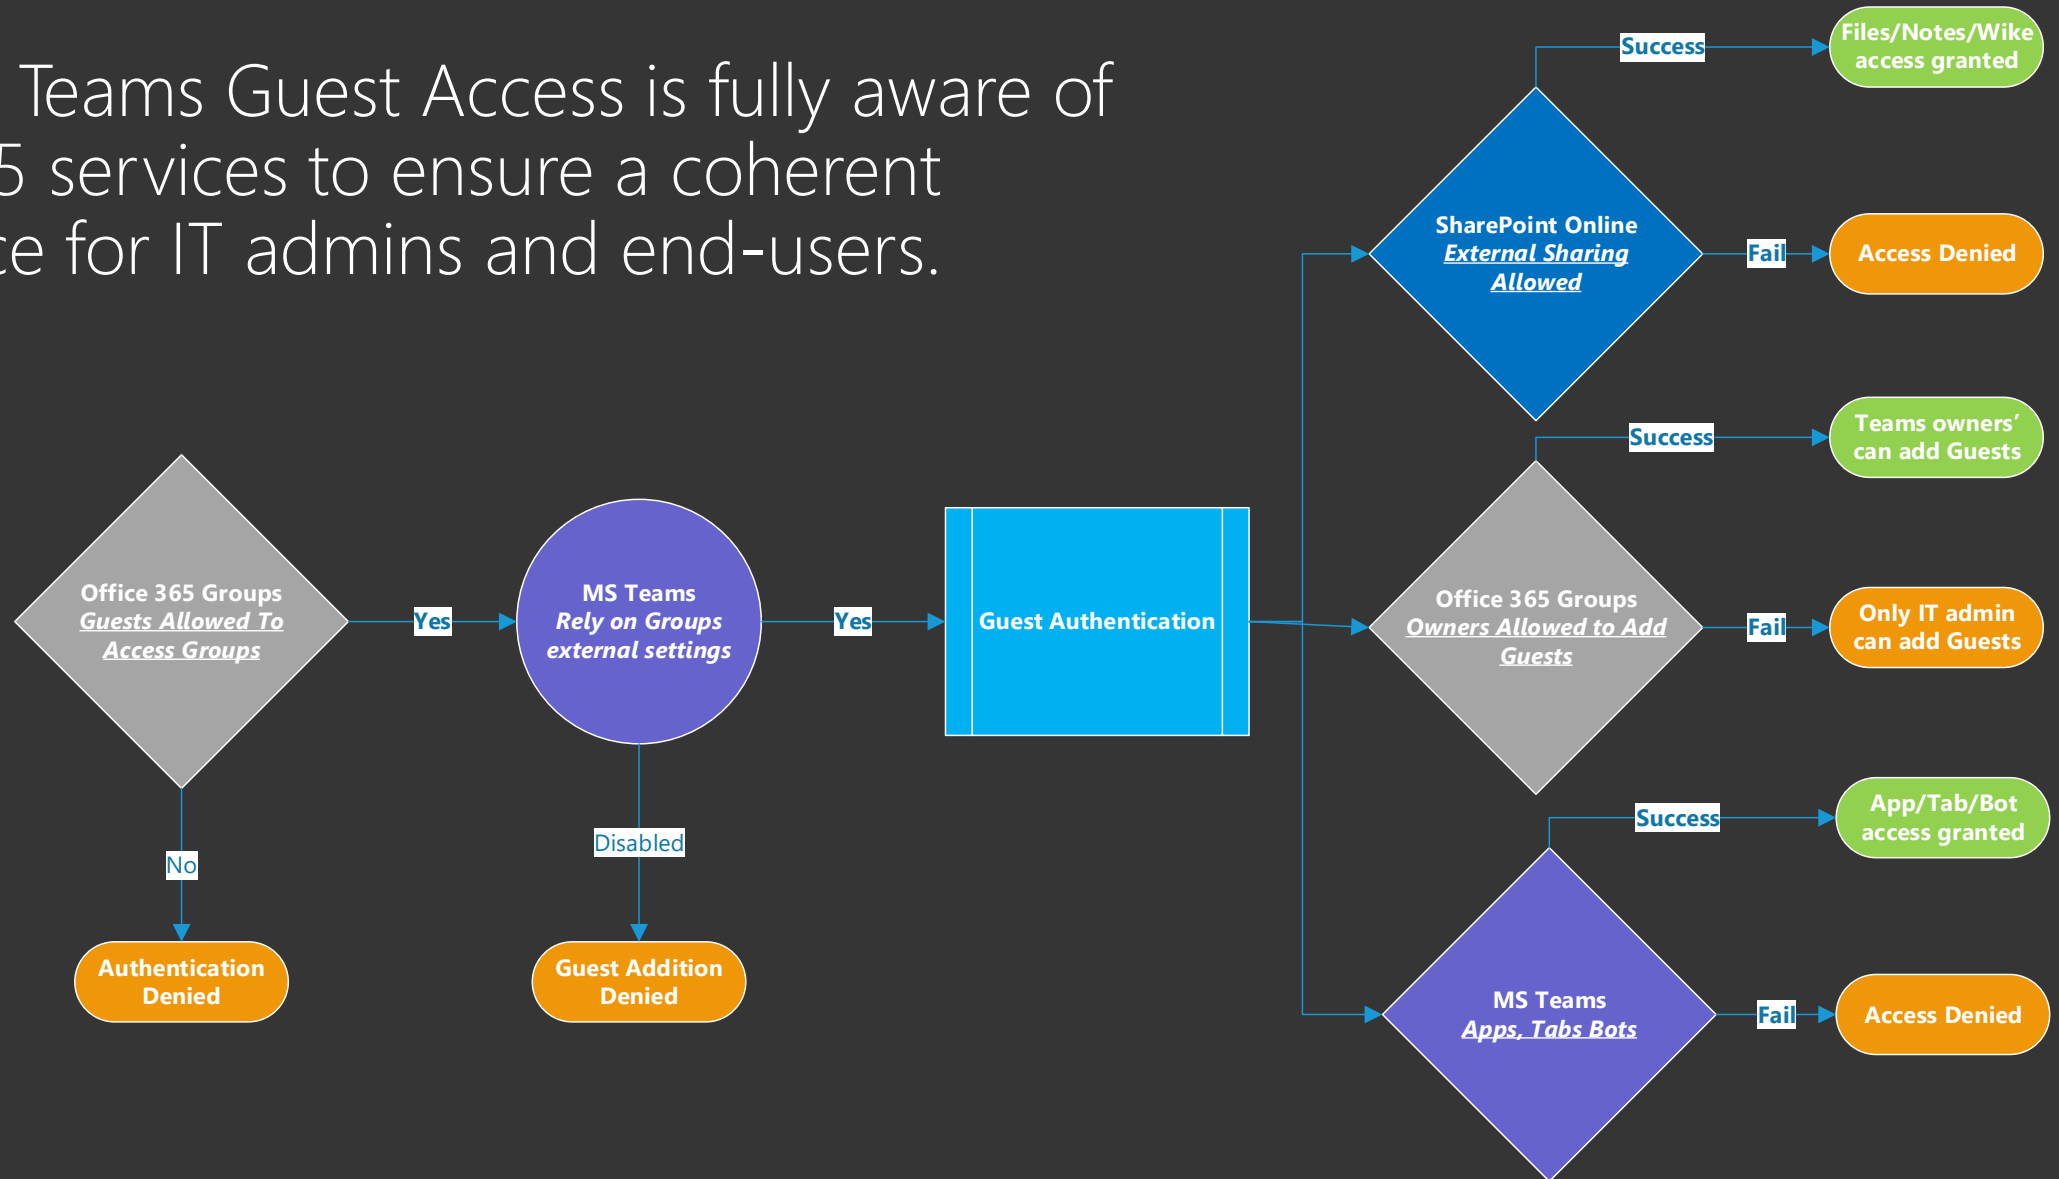 Teams Guest Access is fully aware of
5 services to ensure a coherent
ce for IT admins and end-users.
Office 365 Groups
Guests Allowed To
Access Groups
Yes
No
Authentication
Denied
MS Teams
Rely on Groups
external settings
Yes
Disabled
Guest Addition
Denied
Guest Authentication
SharePoint Online
External Sharing
Allowed
Success
Files/Notes/Wike
access granted
Fail
Access Denied
Office 365 Groups
Owners Allowed to Add
Guests
Success
Teams owners’
can add Guests
Fail
Only IT admin
can add Guests
MS Teams
Apps, Tabs Bots
Success
App/Tab/Bot
access granted
Fail
Access Denied